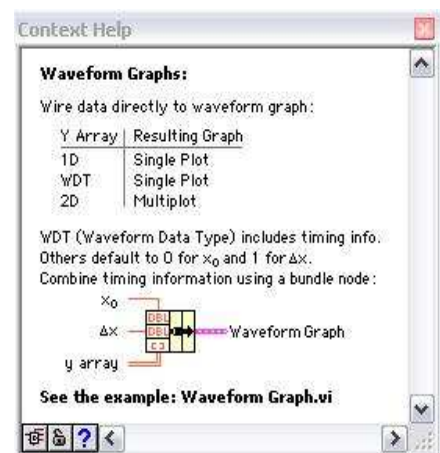 Context Help
Waveform Graphs:
Wire data directly to waveform graph:
Y Array Resulting Graph
1D Single Plot
WDT Single Plot
2D Multiplot
WDT (Waveform Data Type) includes timing info.
Others default to 0 for x₀ and 1 for Δx.
Combine timing information using a bundle node:
x₀
DBL
Δx DBL Waveform Graph
y array
See the example: Waveform Graph.vi
?